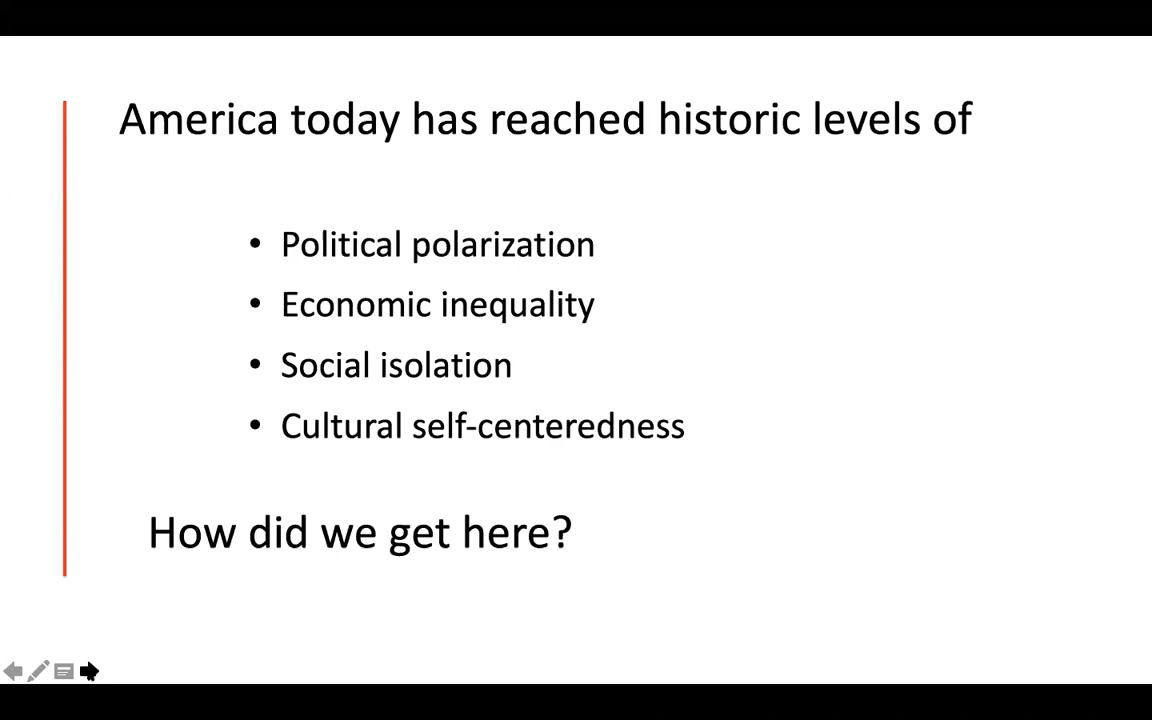 America today has reached historic levels of
• Political polarization
• Economic inequality
• Social isolation
• Cultural self-centeredness
How did we get here?